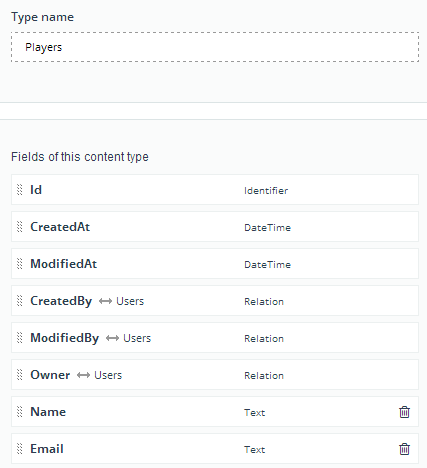 Type name
Players
Fields of this content type
Id Identifier
CreatedAt DateTime
ModifiedAt DateTime
CreatedBy ↔ Users Relation
ModifiedBy ↔ Users Relation
Owner ↔ Users Relation
Name Text
Email Text